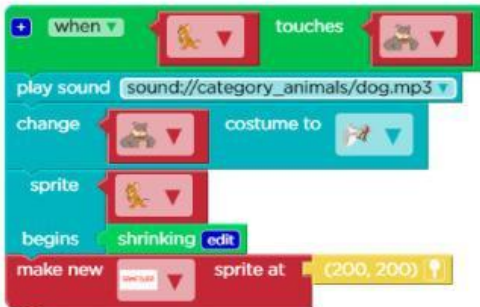 when touches
play sound sound://category_animals/dog.mp3
change costume to
sprite
begins shrinking edit
make new sprite at (200, 200)